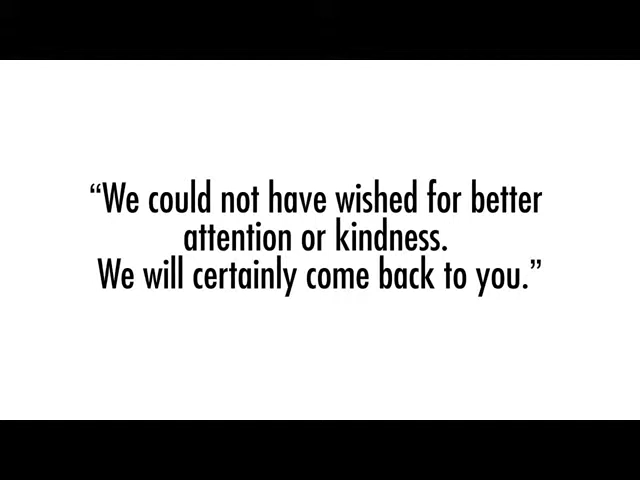 “We could not have wished for better
attention or kindness.
We will certainly come back to you.”